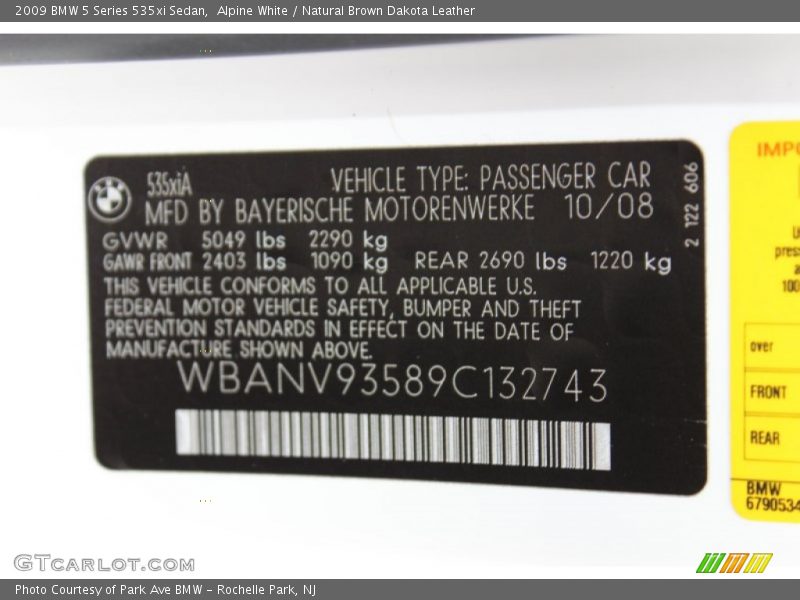 2009 BMW 5 Series 535xi Sedan,  Alpine White / Natural Brown Dakota Leather
535xiA
VEHICLE TYPE: PASSENGER CAR
MFD BY BAYERISCHE MOTORENWERKE 10/08
GVWR 5049 lbs 2290 kg
GAWR FRONT 2403 lbs 1090 kg REAR 2690 lbs 1220 kg
THIS VEHICLE CONFORMS TO ALL APPLICABLE U.S.
FEDERAL MOTOR VEHICLE SAFETY, BUMPER AND THEFT
PREVENTION STANDARDS IN EFFECT ON THE DATE OF
MANUFACTURE SHOWN ABOVE.
WBANV93589C132743
2 122 606
over
FRONT
REAR
BMW
6790534
GTCARLOT.COM
Photo Courtesy of Park Ave BMW - Rochelle Park, NJ